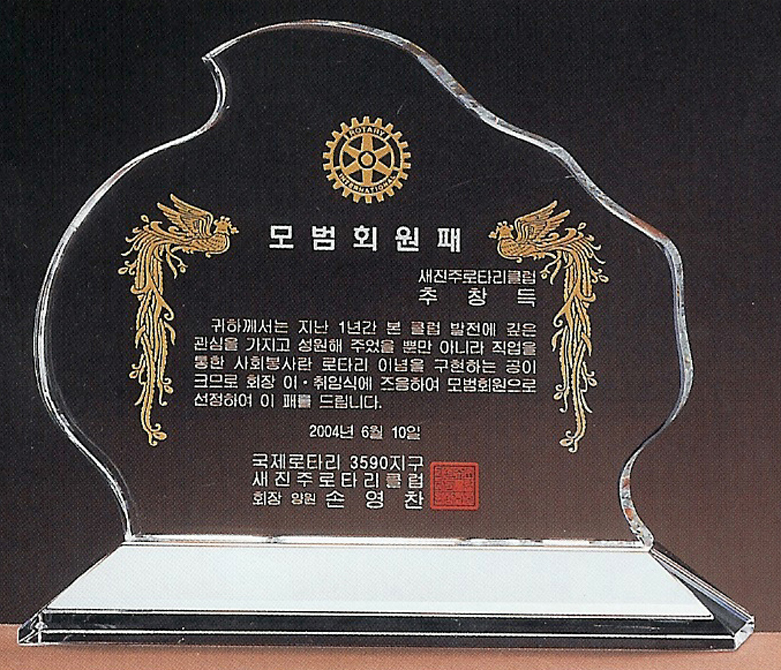 ROTARY
INTERNATIONAL
모범회원패
새진주로타리클럽
추창득
귀하께서는 지난 1년간 본 클럽 발전에 깊은
관심을 가지고 성원해 주었을 뿐만 아니라 직업을
통한 사회봉사란 로타리 이념을 구현하는 공이
크므로 회장 이·취임식에 즈음하여 모범회원으로
선정하여 이 패를 드립니다.
2004년 6월 10일
국제로타리 3590지구
새진주로타리클럽
회장 양원 손영찬